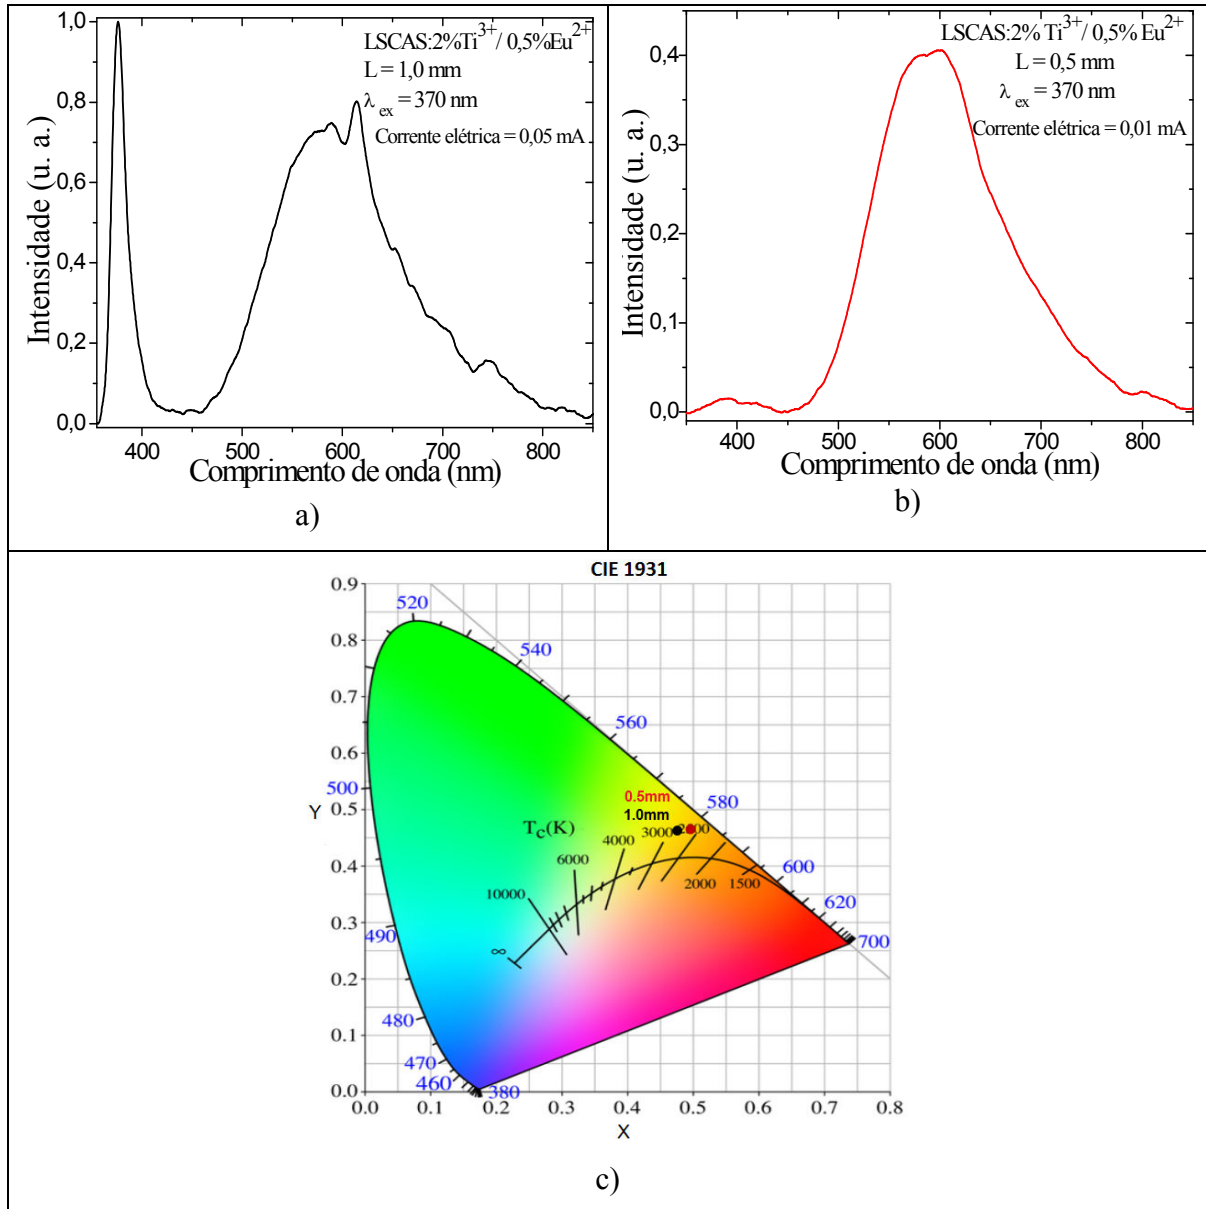 1,0
0,8
0,6
0,4
0,2
0,0
Intensidade (u. a.)
LSCAS:2%Ti³⁺/ 0,5%Eu²⁺
L = 1,0 mm
λ ex = 370 nm
Corrente elétrica = 0,05 mA
400 500 600 700 800
Comprimento de onda (nm)
a)
0,4
0,3
0,2
0,1
0,0
Intensidade (u. a.)
LSCAS:2% Ti³⁺/ 0,5% Eu²⁺
L = 0,5 mm
λ ex = 370 nm
Corrente elétrica = 0,01 mA
400 500 600 700 800
Comprimento de onda (nm)
b)
CIE 1931
0.9
0.8
0.7
0.6
0.5
0.4
0.3
0.2
0.1
0.0
Y
520
540
560
500
0.5mm
580
1.0mm
Tc(K)
4000 3000
6000
600
10000
2000 1500
620
490
∞
700
480
470
460
380
0.0 0.1 0.2 0.3 0.4 0.5 0.6 0.7 0.8
X
c)